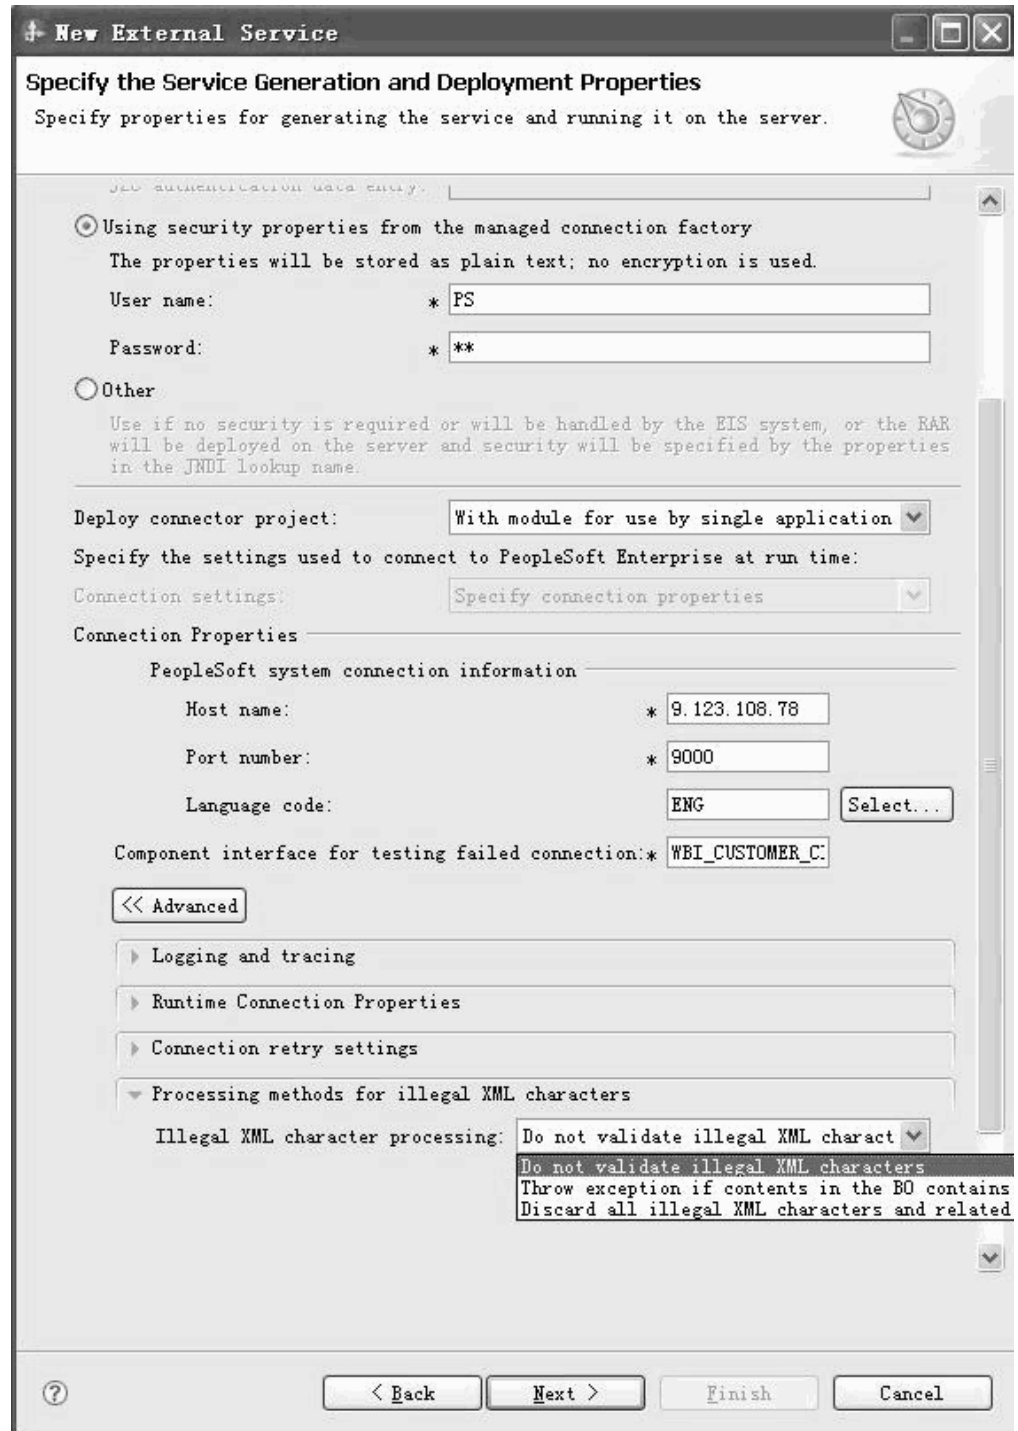 New External Service
Specify the Service Generation and Deployment Properties
Specify properties for generating the service and running it on the server.
authentication data entry:
Using security properties from the managed connection factory
The properties will be stored as plain text; no encryption is used.
User name: * PS
Password: * **
Other
Use if no security is required or will be handled by the EIS system, or the RAR
will be deployed on the server and security will be specified by the properties
in the JNDI lookup name.
Deploy connector project: With module for use by single application
Specify the settings used to connect to PeopleSoft Enterprise at run time:
Connection settings: Specify connection properties
Connection Properties
PeopleSoft system connection information
Host name: * 9.123.108.78
Port number: * 9000
Language code: ENG Select...
Component interface for testing failed connection:* WBI_CUSTOMER_C
<< Advanced
Logging and tracing
Runtime Connection Properties
Connection retry settings
Processing methods for illegal XML characters
Illegal XML character processing: Do not validate illegal XML charact
Do not validate illegal XML characters
Throw exception if contents in the BO contains
Discard all illegal XML characters and related
? < Back Next > Finish Cancel